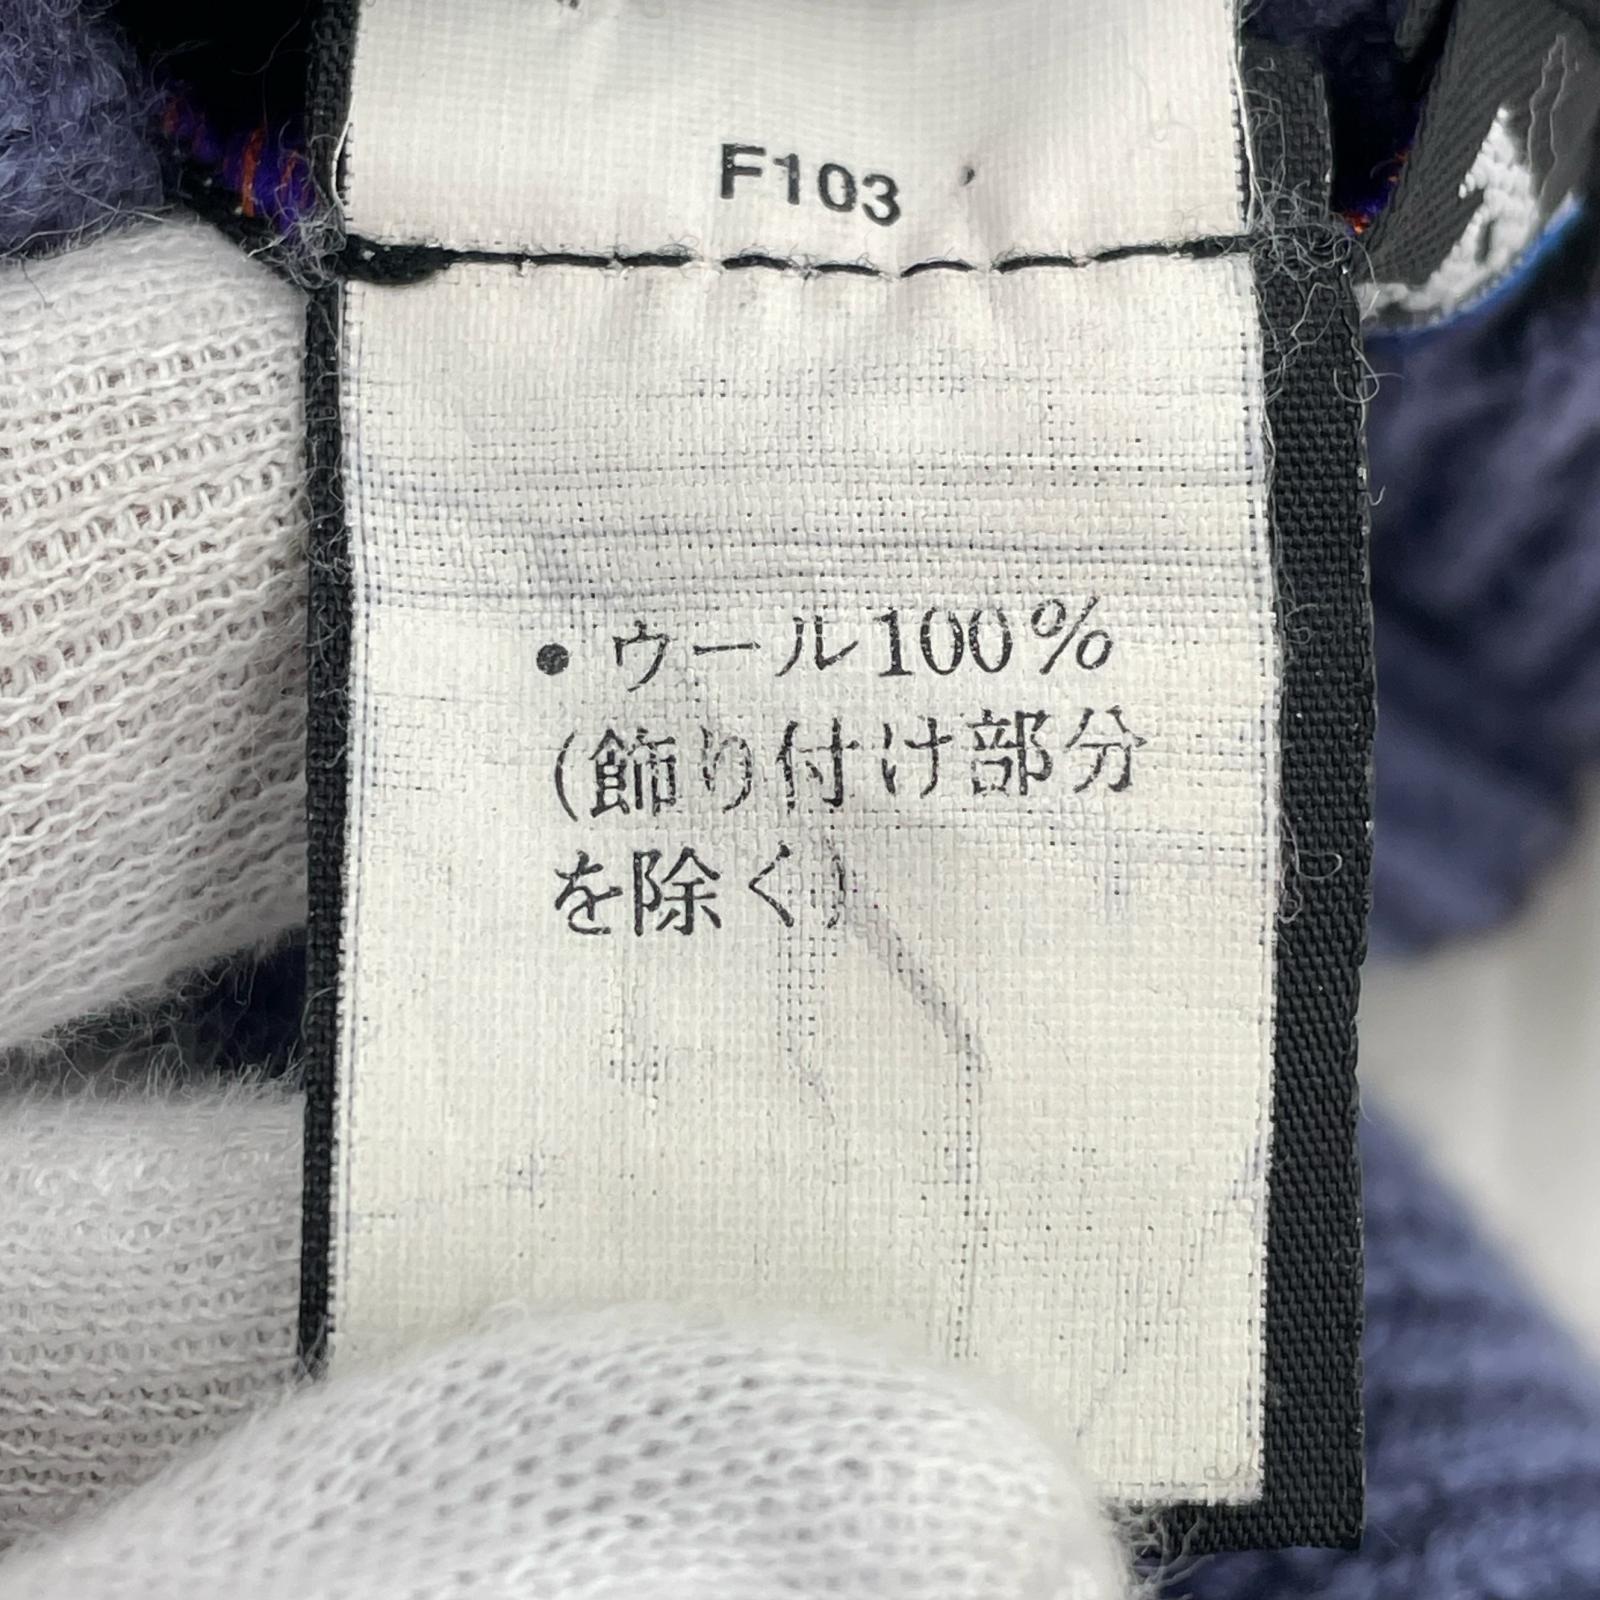 F103
• ウール100%
(飾り付け部分
を除く)